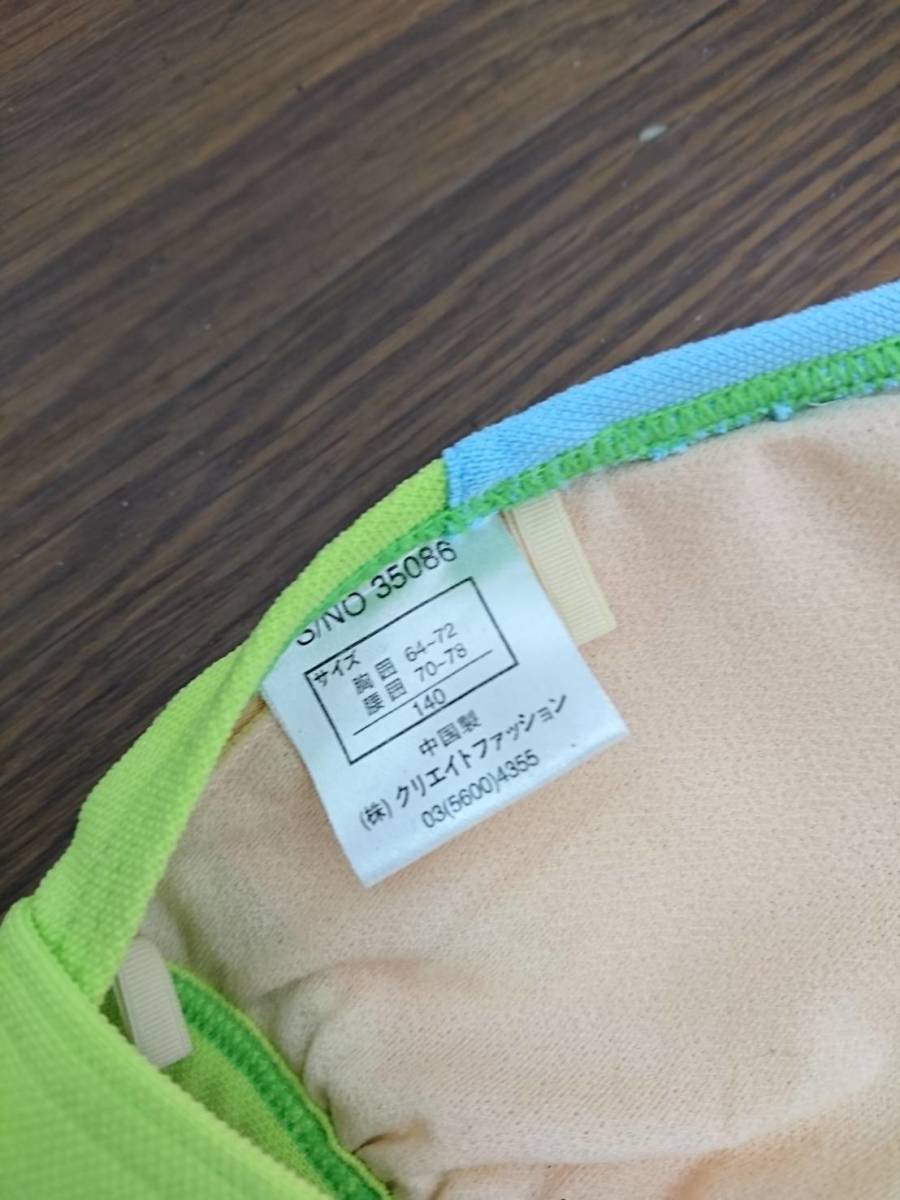 S/NO 35086
サイズ
胸囲 64~72
腰囲 70~78
140
中国製
(株)クリエイトファッション
03(5600)4355